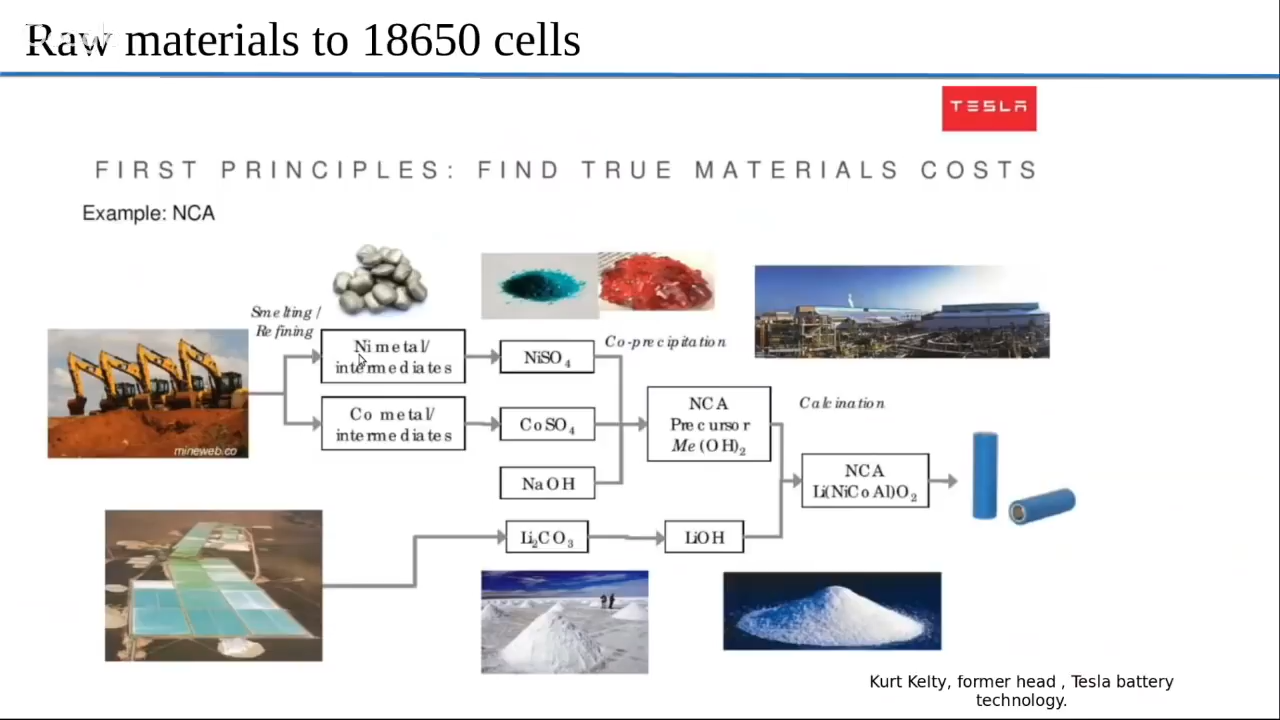 Raw materials to 18650 cells
TESLA
FIRST PRINCIPLES: FIND TRUE MATERIALS COSTS
Example: NCA
Smelting /
Refining
Ni metal/
intermediates
NiSO4
Co-precipitation
Co metal/
intermediates
CoSO4
NCA
Precursor
Me(OH)2
Calcination
mineweb.co
NaOH
NCA
Li(NiCoAl)O2
Li2CO3
LiOH
Kurt Kelty, former head , Tesla battery
technology.